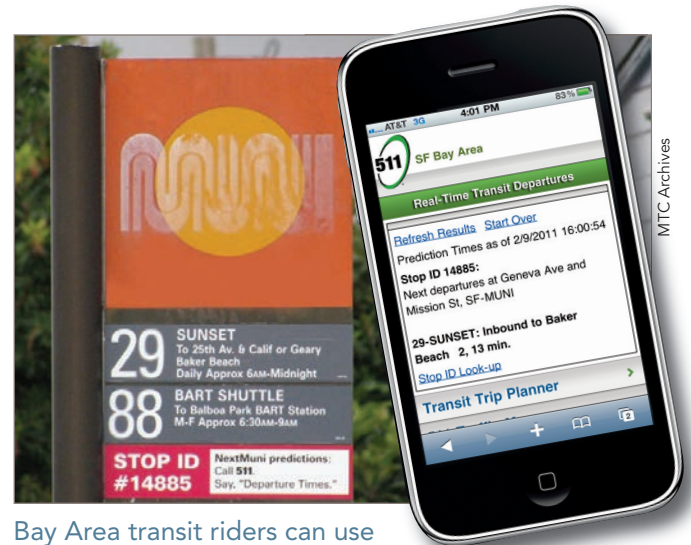 muni
29
SUNSET
To 25th Av. & Calif or Geary
Baker Beach
Daily Approx 6AM-Midnight
88
BART SHUTTLE
To Balboa Park BART Station
M-F Approx 6:30AM-9AM
STOP ID
#14885
NextMuni predictions:
Call 511.
Say, "Departure Times."
AT&T 3G 4:01 PM 83%
511 SF Bay Area
Real-Time Transit Departures
Refresh Results Start Over
Prediction Times as of 2/9/2011 16:00:54
Stop ID 14885:
Next departures at Geneva Ave and
Mission St, SF-MUNI
29-SUNSET: Inbound to Baker
Beach 2, 13 min.
Stop ID Look-up
Transit Trip Planner
2
MTC Archives
Bay Area transit riders can use